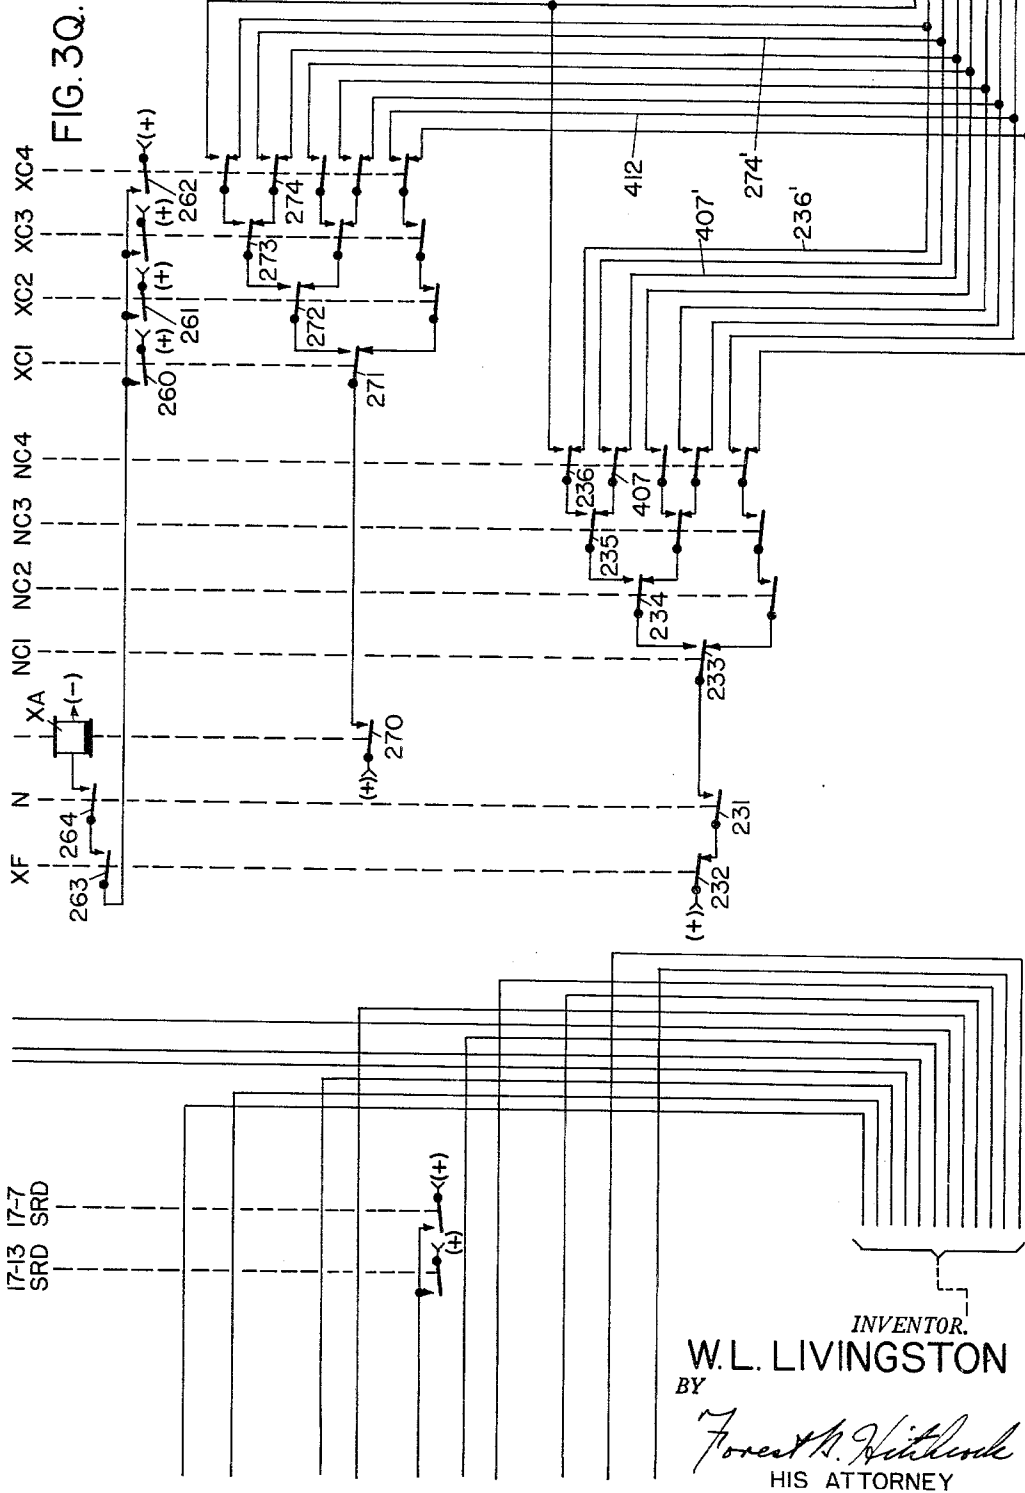 FIG. 3Q.
XC4
XC3
XC2
XC1
NC4
NC3
NC2
NC1
XA
N
XF
(+)
262
(+)
(+)
261
(+)
260
274
273
272
271
(-)
264
263
270
(+)
412
274'
407'
236'
236
407
235
234
233
231
232
(+)
17-7
SRD
17-13
SRD
(+)
(+)
INVENTOR.
W. L. LIVINGSTON
BY
Forest B. Hitchcock
HIS ATTORNEY